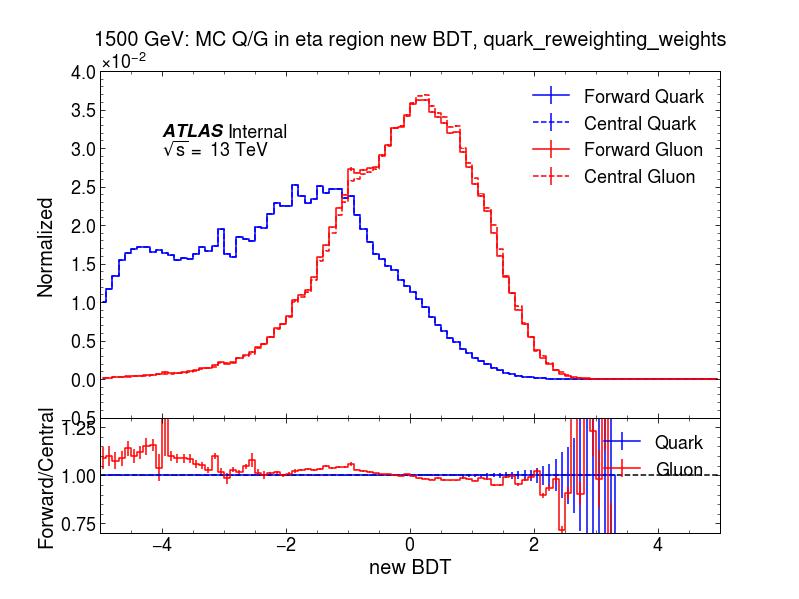 1500 GeV: MC Q/G in eta region new BDT, quark_reweighting_weights
×10⁻²
4.0
3.5
3.0
2.5
2.0
1.5
1.0
0.5
0.0
Normalized
ATLAS Internal
√s = 13 TeV
Forward Quark
Central Quark
Forward Gluon
Central Gluon
1.25
1.00
0.75
Forward/Central
Quark
Gluon
−4 −2 0 2 4
new BDT